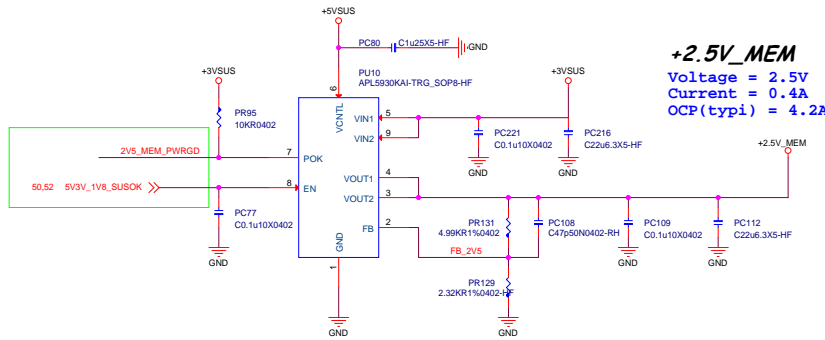 +5VSUS
PC80
C1u25X5-HF
GND
+2.5V_MEM
Voltage = 2.5V
Current = 0.4A
OCP(typi) = 4.2A
+3VSUS
PR95
10KR0402
PU10
APL5930KAI-TRG_SOP8-HF
+3VSUS
6
VCNTL
VIN1
5
VIN2
9
PC221
C0.1u10X0402
GND
PC216
C22u6.3X5-HF
GND
2V5_MEM_PWRGD
7
POK
+2.5V_MEM
50,52
5V3V_1V8_SUSOK
8
EN
VOUT1
4
VOUT2
3
PC77
C0.1u10X0402
GND
FB
2
GND
1
GND
PR131
4.99KR1%0402
PC108
C47p50N0402-RH
PC109
C0.1u10X0402
GND
PC112
C22u6.3X5-HF
GND
FB_2V5
PR129
2.32KR1%0402-HF
GND